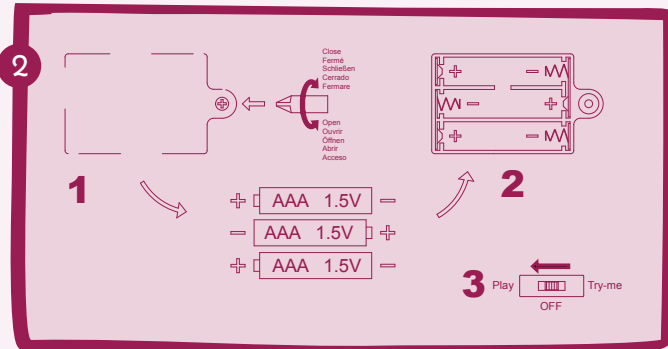 2
Close
Fermé
Schließen
Cerrado
Fermare
Open
Ouvrir
Öffnen
Abrir
Acceso
+ -
- +
+ -
1
2
+ AAA 1.5V -
- AAA 1.5V +
+ AAA 1.5V -
3 Play Try-me
OFF